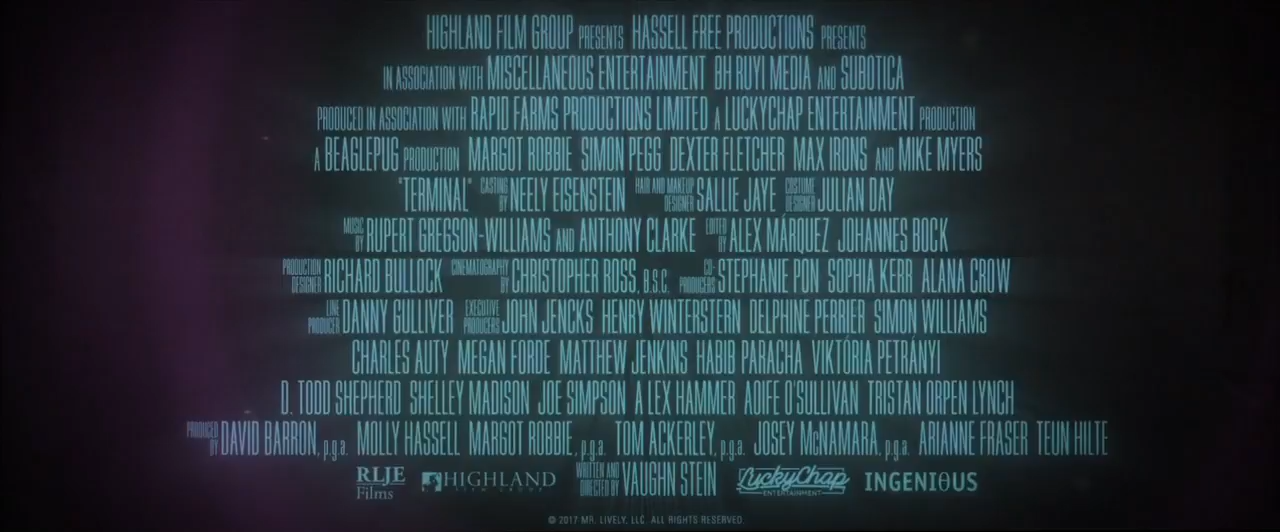 HIGHLAND FILM GROUP PRESENTS HASSELL FREE PRODUCTIONS PRESENTS
IN ASSOCIATION WITH MISCELLANEOUS ENTERTAINMENT BH RUYI MEDIA AND SUBOTICA
PRODUCED IN ASSOCIATION WITH RAPID FARMS PRODUCTIONS LIMITED A LUCKYCHAP ENTERTAINMENT PRODUCTION
A BEAGLEPUG PRODUCTION MARGOT ROBBIE SIMON PEGG DEXTER FLETCHER MAX IRONS AND MIKE MYERS
"TERMINAL" CASTING BY NEELY EISENSTEIN HAIR AND MAKEUP DESIGNER SALLIE JAYE COSTUME DESIGNER JULIAN DAY
MUSIC BY RUPERT GREGSON-WILLIAMS AND ANTHONY CLARKE EDITED BY ALEX MÁRQUEZ JOHANNES BOCK
PRODUCTION DESIGNER RICHARD BULLOCK CINEMATOGRAPHY BY CHRISTOPHER ROSS, B.S.C. CO-PRODUCERS STEPHANIE PON SOPHIA KERR ALANA CROW
LINE PRODUCER DANNY GULLIVER EXECUTIVE PRODUCERS JOHN JENCKS HENRY WINTERSTERN DELPHINE PERRIER SIMON WILLIAMS
CHARLES AUTY MEGAN FORDE MATTHEW JENKINS HABIB PARACHA VIKTÓRIA PETRÁNYI
D. TODD SHEPHERD SHELLEY MADISON JOE SIMPSON A LEX HAMMER AOIFE O'SULLIVAN TRISTAN ORPEN LYNCH
PRODUCED BY DAVID BARRON, p.g.a. MOLLY HASSELL MARGOT ROBBIE, p.g.a. TOM ACKERLEY, p.g.a. JOSEY McNAMARA, p.g.a. ARIANNE FRASER TEUN HILTE
RLJE Films HIGHLAND FILM GROUP WRITTEN AND DIRECTED BY VAUGHN STEIN LuckyChap ENTERTAINMENT INGENIOUS
© 2017 MR. LIVELY, LLC. ALL RIGHTS RESERVED.